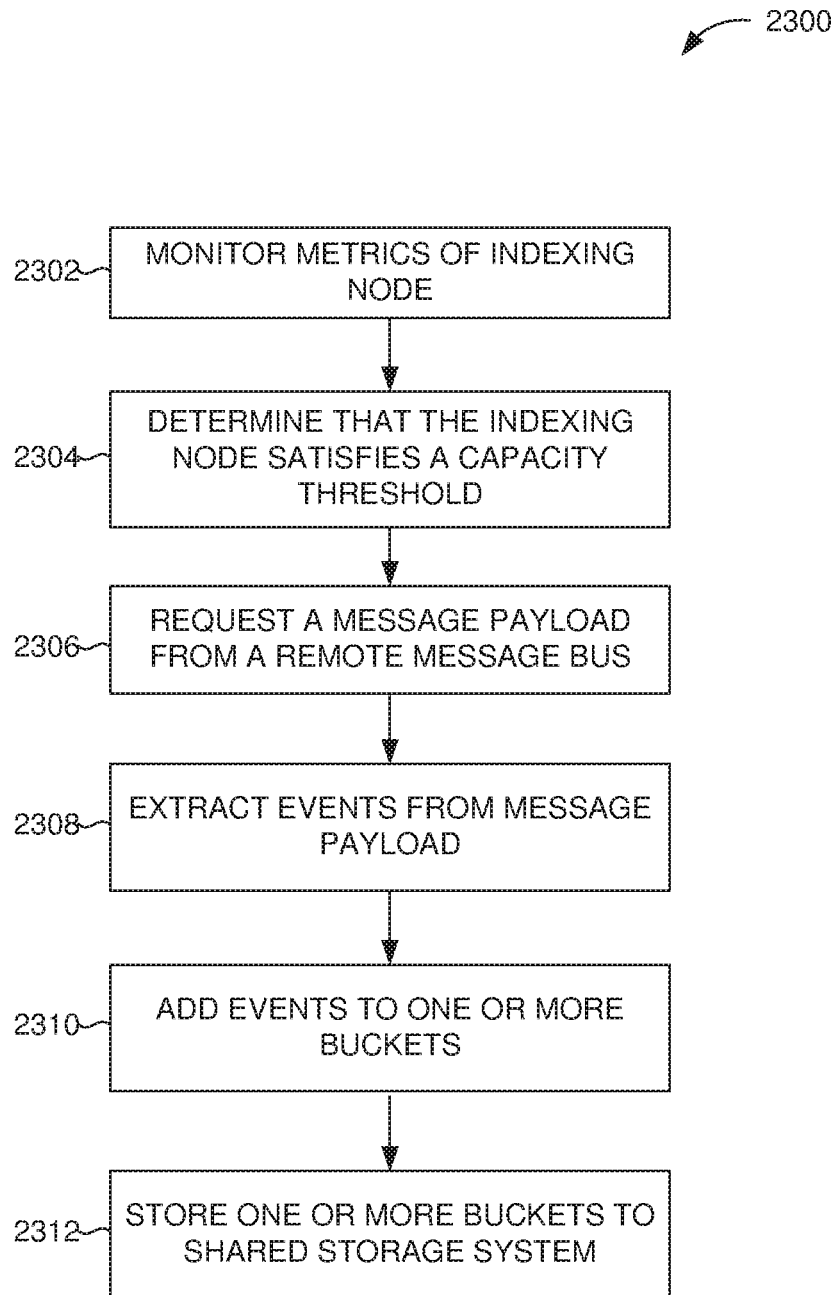 2300
2302
MONITOR METRICS OF INDEXING
NODE
2304
DETERMINE THAT THE INDEXING
NODE SATISFIES A CAPACITY
THRESHOLD
2306
REQUEST A MESSAGE PAYLOAD
FROM A REMOTE MESSAGE BUS
2308
EXTRACT EVENTS FROM MESSAGE
PAYLOAD
2310
ADD EVENTS TO ONE OR MORE
BUCKETS
2312
STORE ONE OR MORE BUCKETS TO
SHARED STORAGE SYSTEM